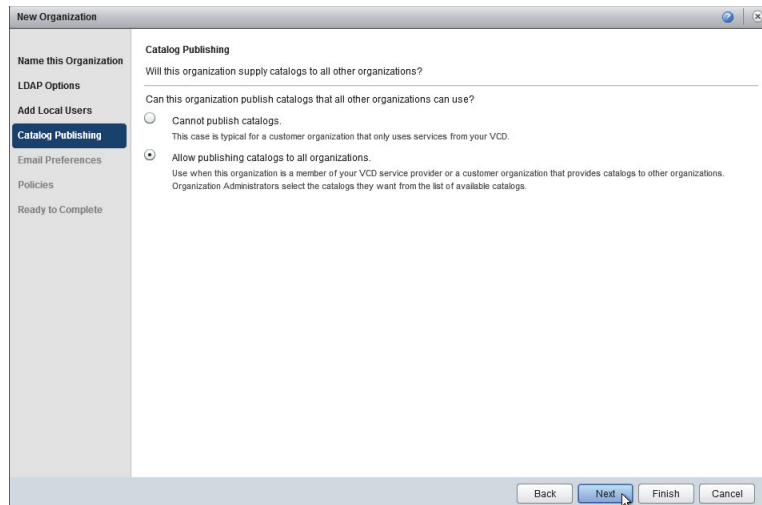 New Organization
Name this Organization
LDAP Options
Add Local Users
Catalog Publishing
Email Preferences
Policies
Ready to Complete
Catalog Publishing
Will this organization supply catalogs to all other organizations?
Can this organization publish catalogs that all other organizations can use?
Cannot publish catalogs.
This case is typical for a customer organization that only uses services from your VCD.
Allow publishing catalogs to all organizations.
Use when this organization is a member of your VCD service provider or a customer organization that provides catalogs to other organizations.
Organization Administrators select the catalogs they want from the list of available catalogs.
Back Next Finish Cancel